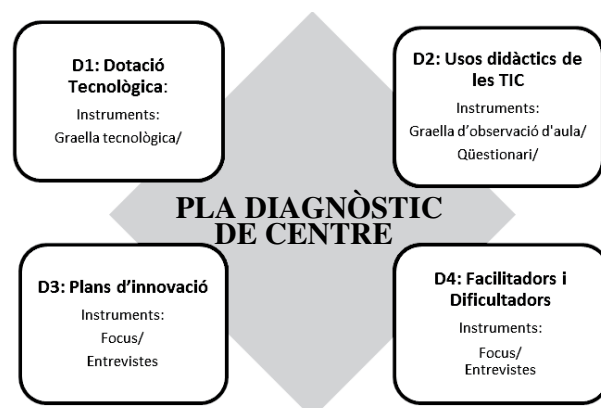 D1: Dotació
Tecnològica:
Instruments:
Graella tecnològica/
D2: Usos didàctics de
les TIC
Instruments:
Graella d'observació d'aula/
Qüestionari/
PLA DIAGNÒSTIC
DE CENTRE
D3: Plans d'innovació
Instruments:
Focus/
Entrevistes
D4: Facilitadors i
Dificultadors
Instruments:
Focus/
Entrevistes